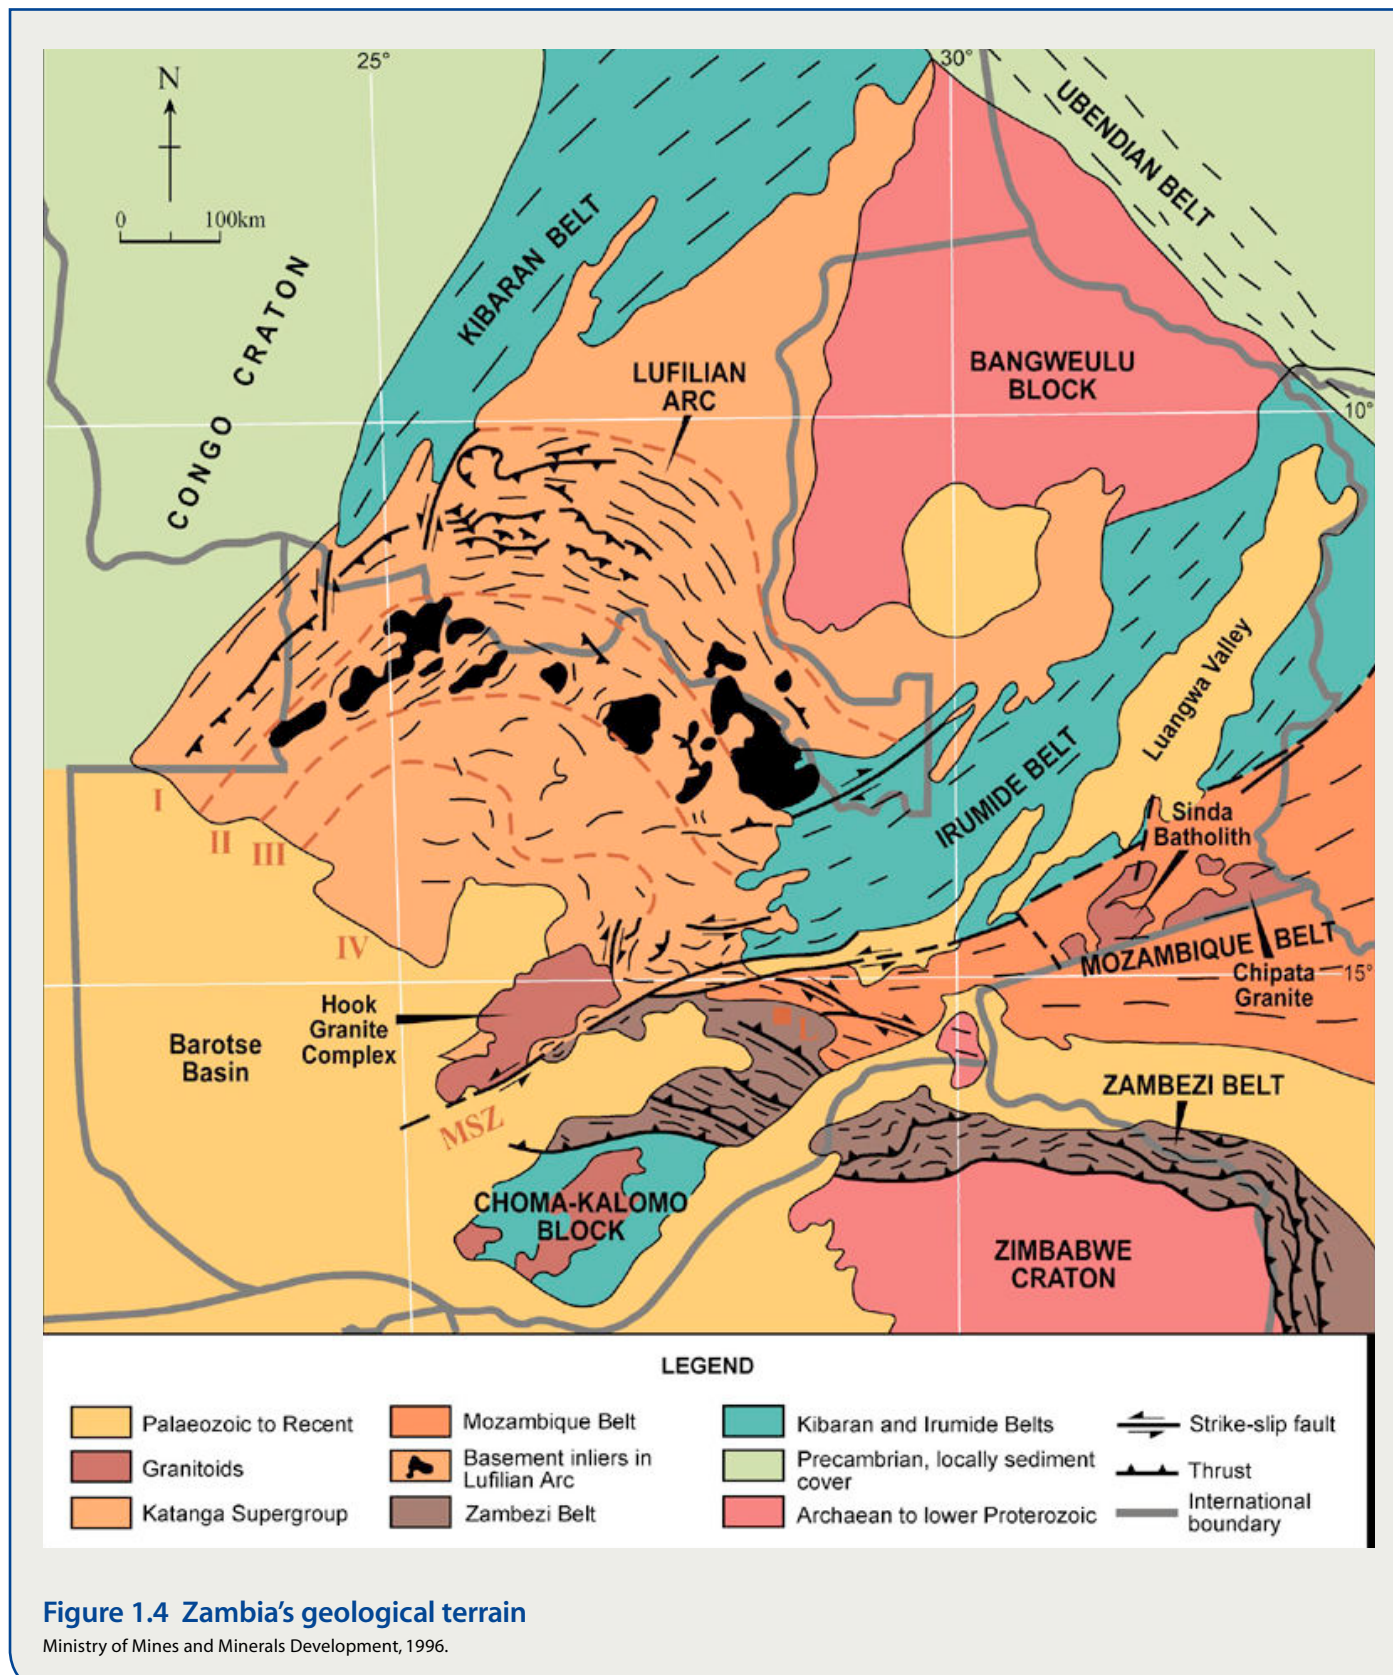 25°
30°
N
0 100km
UBENDIAN BELT
KIBARAN BELT
CONGO CRATON
LUFILIAN
ARC
BANGWEULU
BLOCK
10°
Luangwa Valley
IRUMIDE BELT
Sinda
Batholith
I
II
III
IV
MOZAMBIQUE BELT
Chipata
Granite
15°
Hook
Granite
Complex
Barotse
Basin
L
MSZ
ZAMBEZI BELT
CHOMA-KALOMO
BLOCK
ZIMBABWE
CRATON
LEGEND
Palaeozoic to Recent
Granitoids
Katanga Supergroup
Mozambique Belt
Basement inliers in
Lufilian Arc
Zambezi Belt
Kibaran and Irumide Belts
Precambrian, locally sediment
cover
Archaean to lower Proterozoic
Strike-slip fault
Thrust
International
boundary
Figure 1.4 Zambia's geological terrain
Ministry of Mines and Minerals Development, 1996.